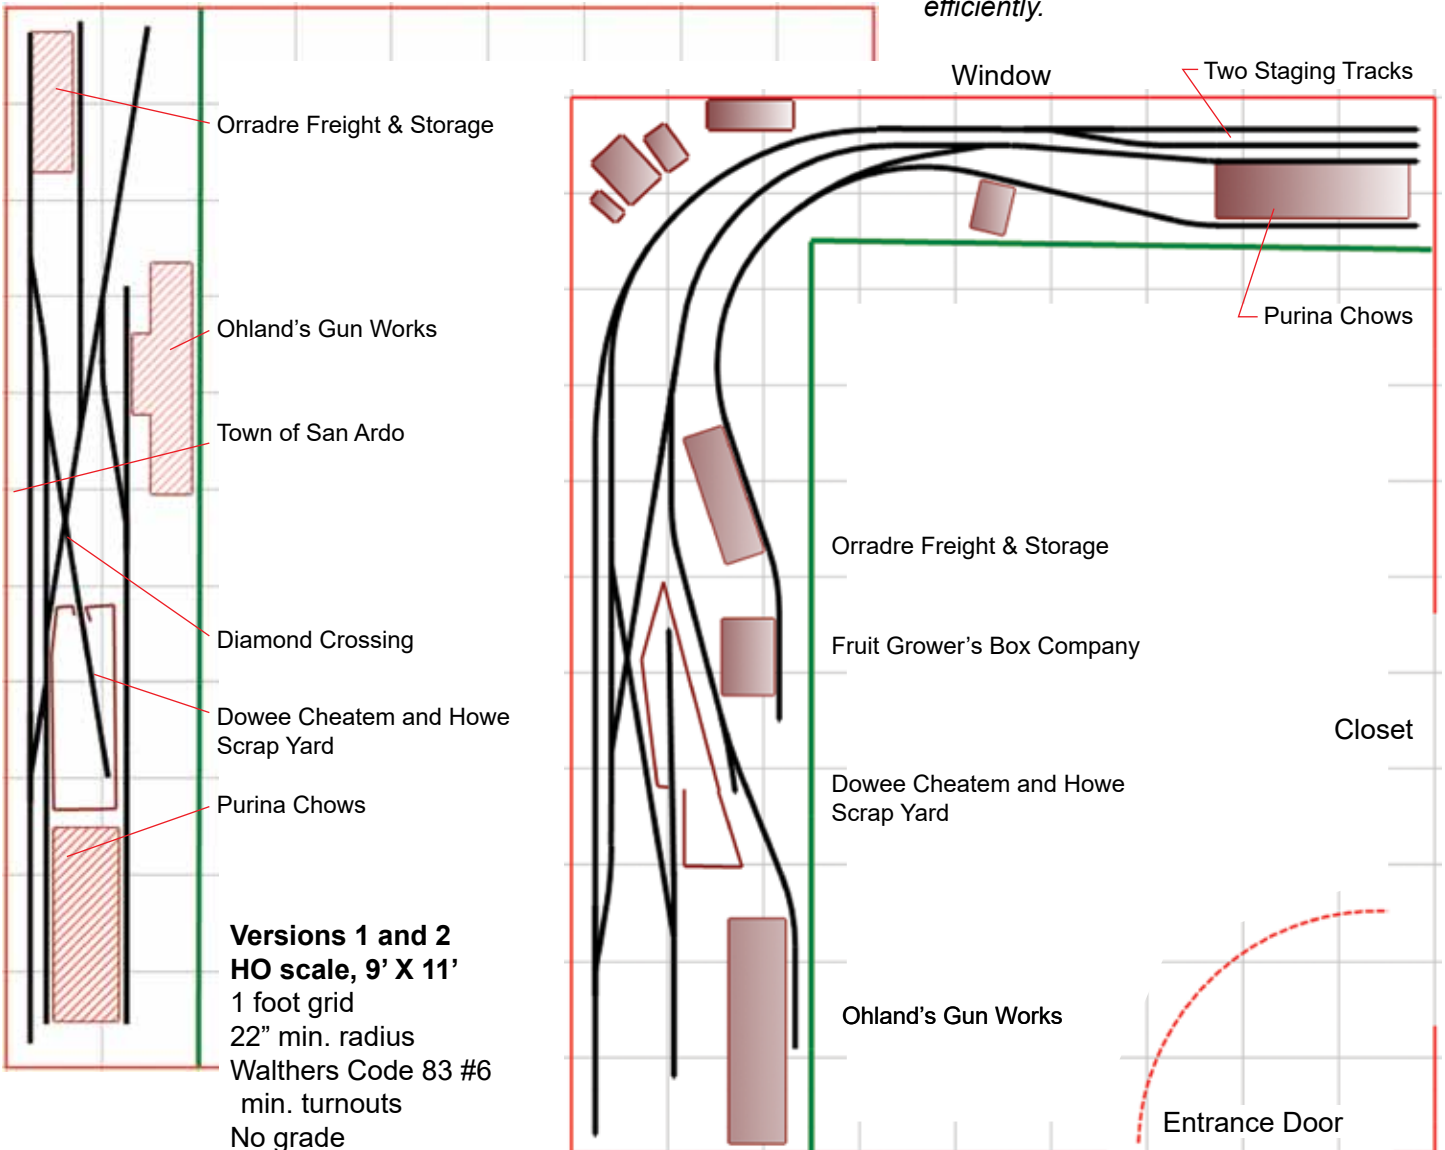 efficiently.
Window
Two Staging Tracks
Orradre Freight & Storage
Ohland’s Gun Works
Town of San Ardo
Diamond Crossing
Dowee Cheatem and Howe
Scrap Yard
Purina Chows
Versions 1 and 2
HO scale, 9’ X 11’
1 foot grid
22” min. radius
Walthers Code 83 #6
min. turnouts
No grade
Purina Chows
Orradre Freight & Storage
Fruit Grower’s Box Company
Closet
Dowee Cheatem and Howe
Scrap Yard
Ohland’s Gun Works
Entrance Door